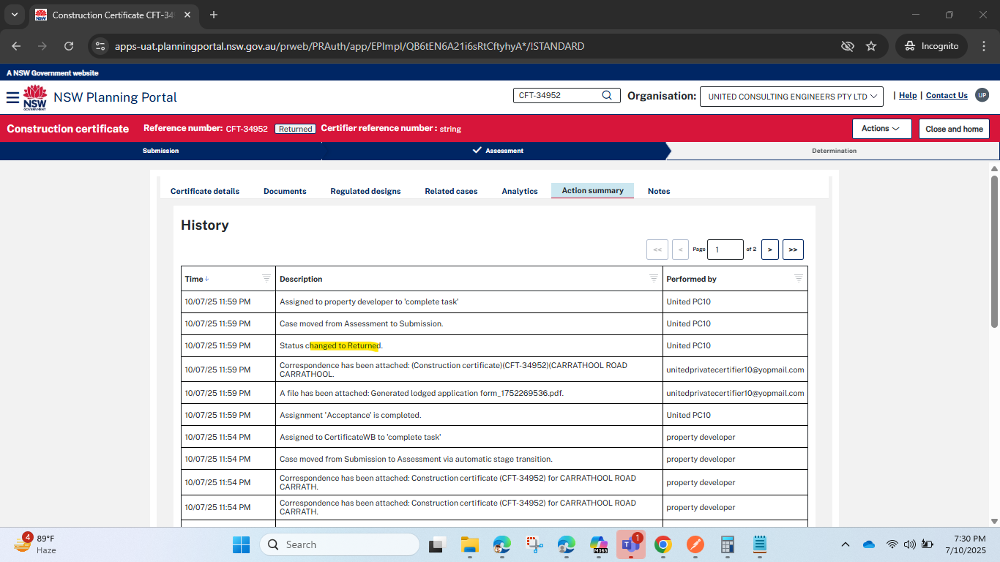 Construction Certificate CFT-34
apps-uat.planningportal.nsw.gov.au/prweb/PRAuth/app/EPImpl/QB6tEN6A21i6sRtCftyhyA*/!STANDARD
Incognito
A NSW Government website
NSW
GOVERNMENT
NSW Planning Portal
CFT-34952
Organisation:
UNITED CONSULTING ENGINEERS PTY LTD
| Help | Contact Us
UP
Construction certificate
Reference number: CFT-34952
Returned
Certifier reference number : string
Actions
Close and home
Submission
Assessment
Determination
Certificate details
Documents
Regulated designs
Related cases
Analytics
Action summary
Notes
History
<< < Page 1 of 2 > >>
Time Description Performed by
10/07/25 11:59 PM Assigned to property developer to 'complete task' United PC10
10/07/25 11:59 PM Case moved from Assessment to Submission. United PC10
10/07/25 11:59 PM Status changed to Returned. United PC10
10/07/25 11:59 PM Correspondence has been attached: (Construction certificate)(CFT-34952)(CARRATHOOL ROAD
CARRATHOOL. unitedprivatecertifier10@yopmail.com
10/07/25 11:59 PM A file has been attached: Generated lodged application form_1752269536.pdf. unitedprivatecertifier10@yopmail.com
10/07/25 11:59 PM Assignment 'Acceptance' is completed. United PC10
10/07/25 11:54 PM Assigned to CertificateWB to 'complete task' property developer
10/07/25 11:54 PM Case moved from Submission to Assessment via automatic stage transition. property developer
10/07/25 11:54 PM Correspondence has been attached: Construction certificate (CFT-34952) for CARRATHOOL ROAD
CARRATH. property developer
10/07/25 11:54 PM Correspondence has been attached: Construction certificate (CFT-34952) for CARRATHOOL ROAD
CARRATH. property developer
4
89°F
Haze
Search
M365
1
7:30 PM
7/10/2025